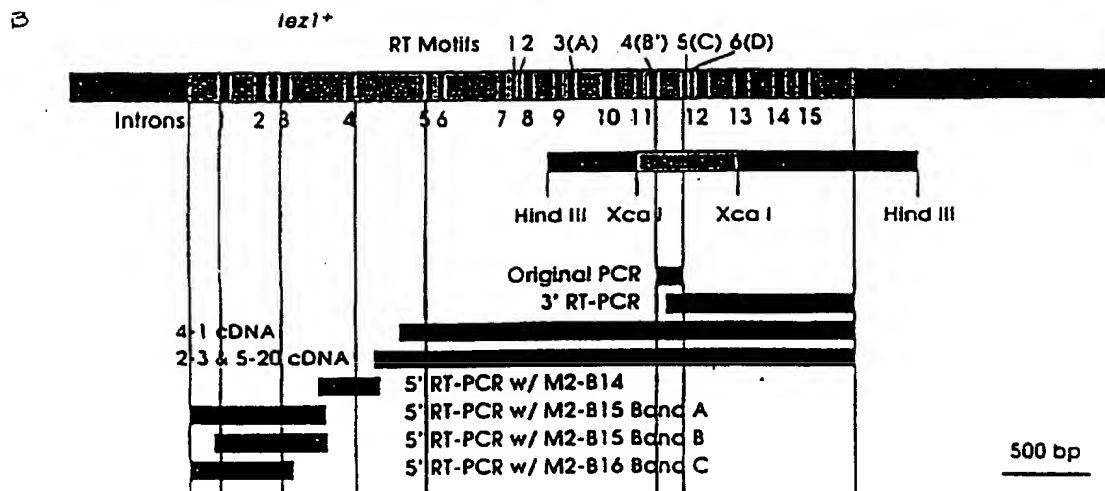 B
tez1+
RT Motifs 1 2 3(A) 4(B') 5(C) 6(D)
Introns 1 2 3 4 5 6 7 8 9 10 11 12 13 14 15
Hind III Xca I Xca I Hind III
Original PCR
3' RT-PCR
4-1 cDNA
2-3 & 5-20 cDNA
5' RT-PCR w/ M2-B14
5' RT-PCR w/ M2-B15 Band A
5' RT-PCR w/ M2-B15 Band B
5' RT-PCR w/ M2-B16 Band C
500 bp